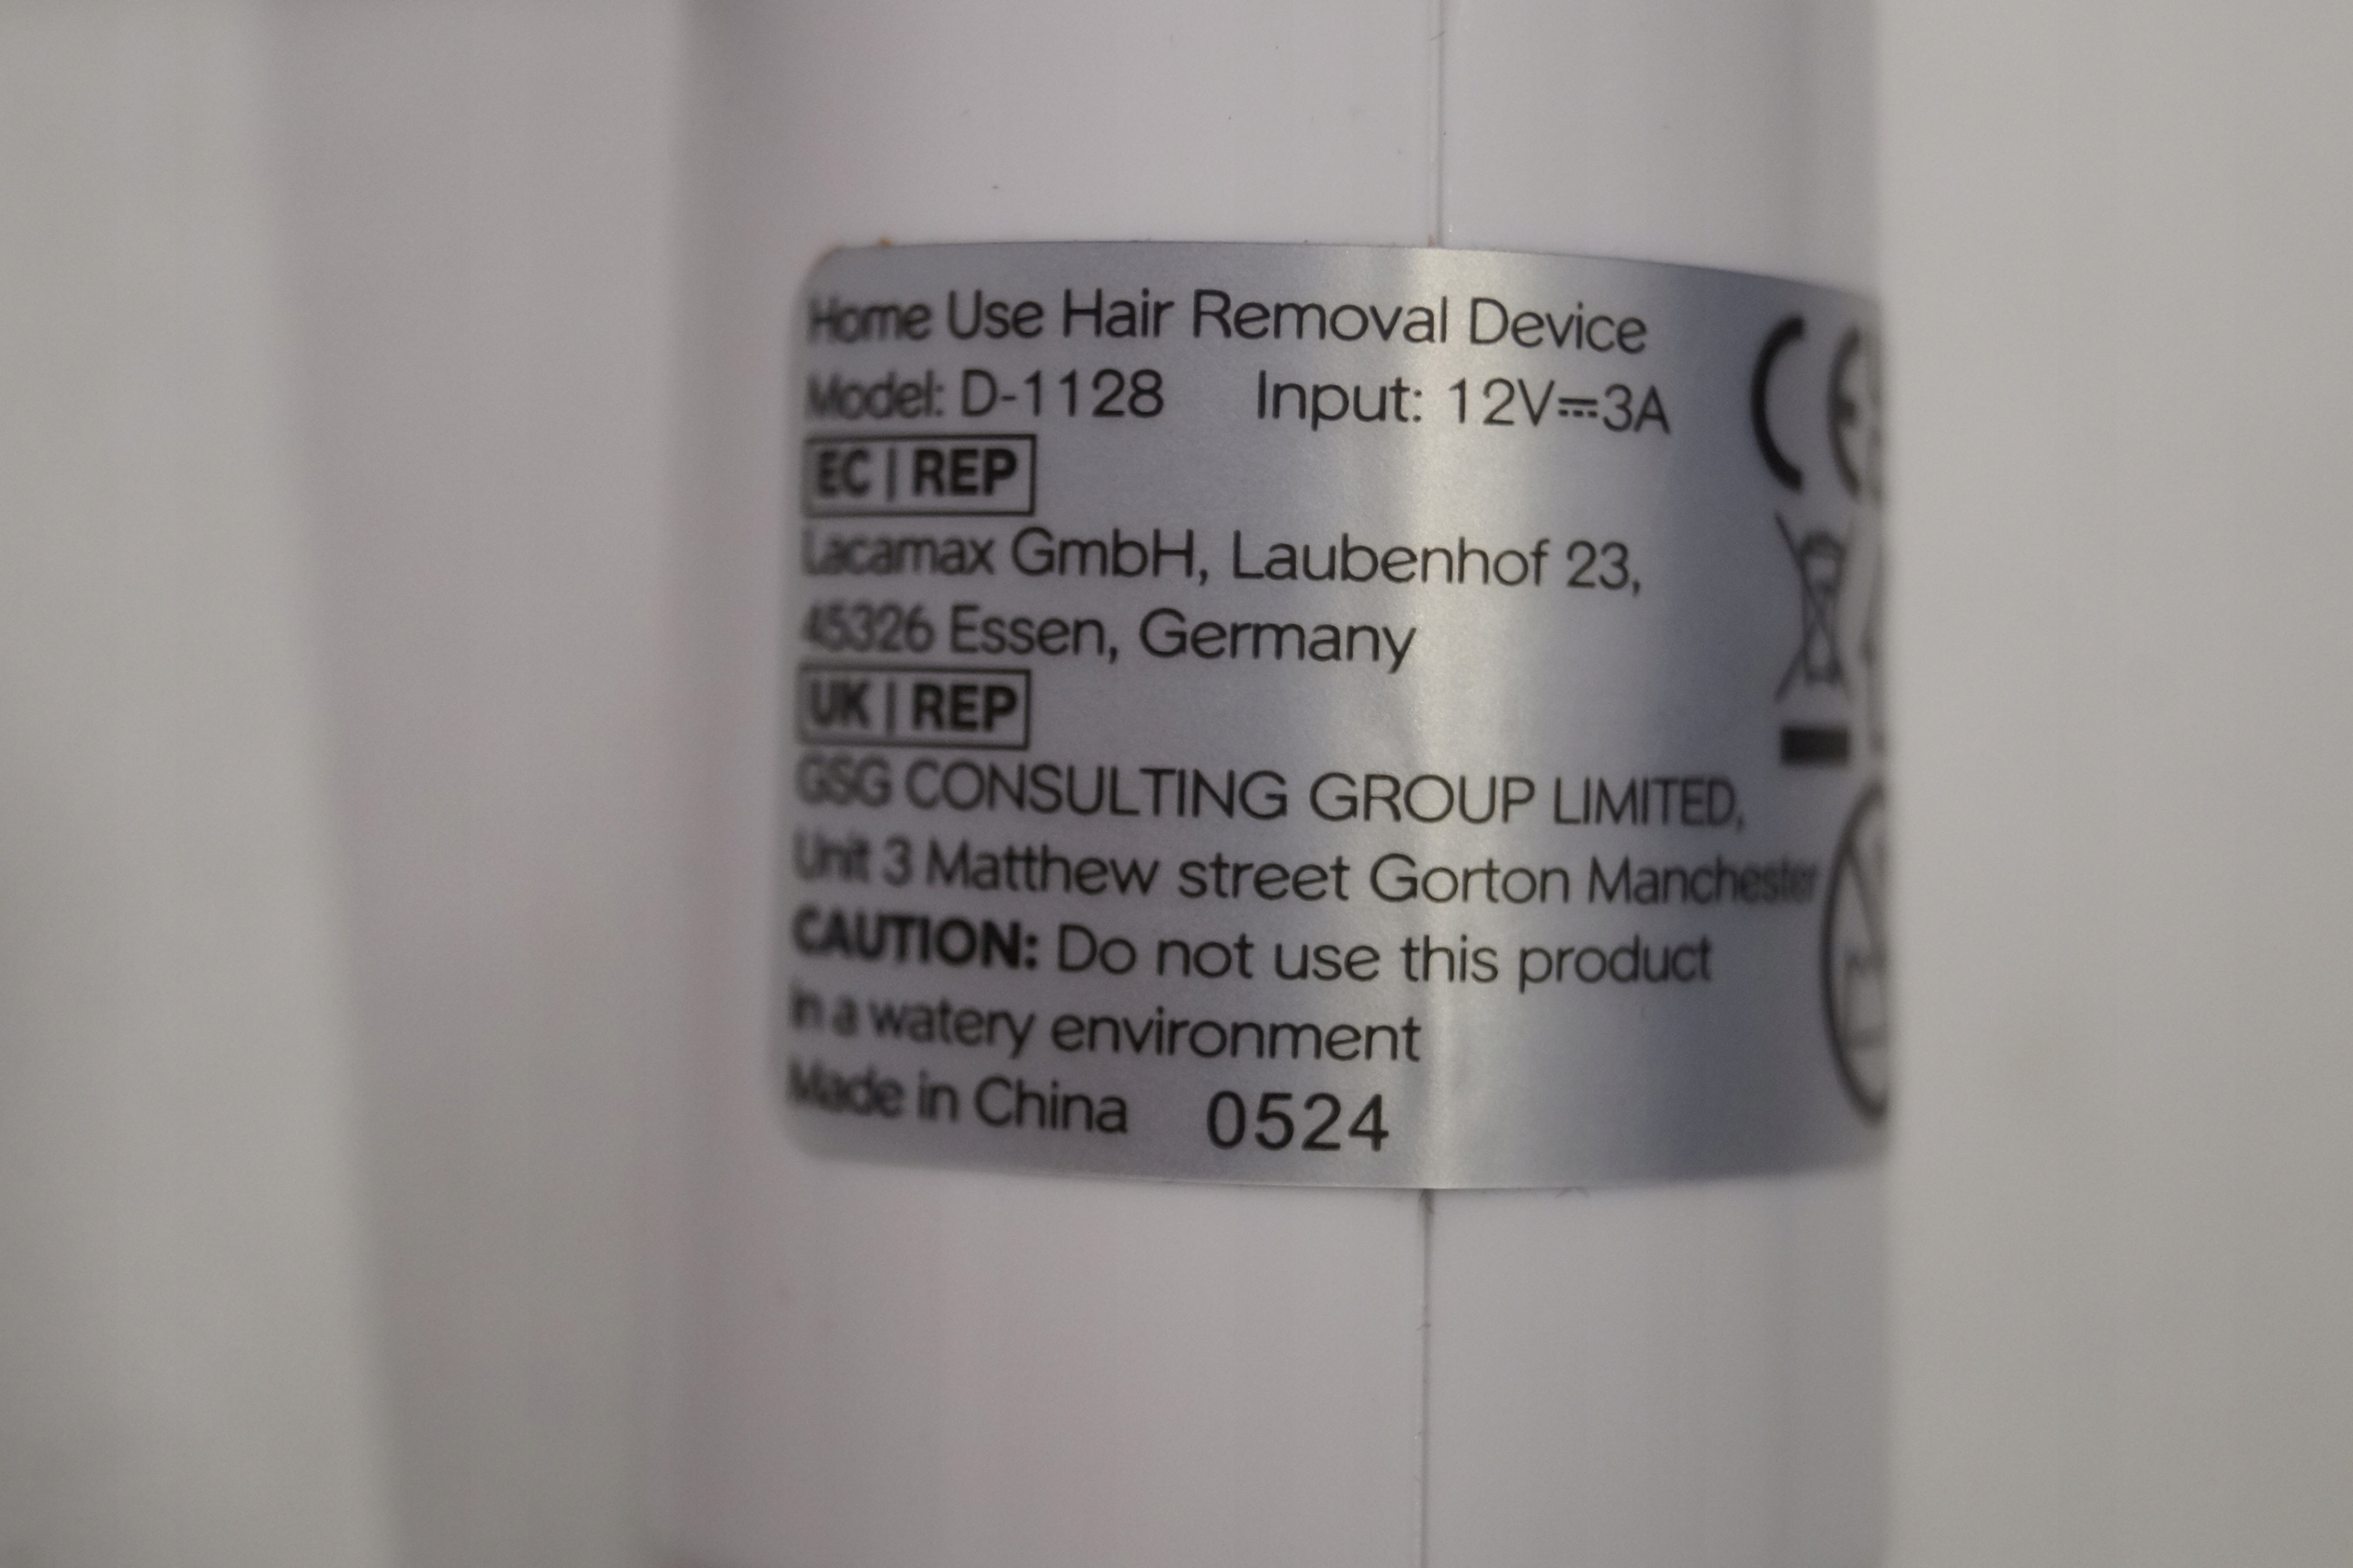 Home Use Hair Removal Device
Model: D-1128 Input: 12V⎓3A
EC | REP
Lacamax GmbH, Laubenhof 23,
45326 Essen, Germany
UK | REP
GSG CONSULTING GROUP LIMITED,
Unit 3 Matthew street Gorton Manchester
CAUTION: Do not use this product
in a watery environment
Made in China 0524
CE